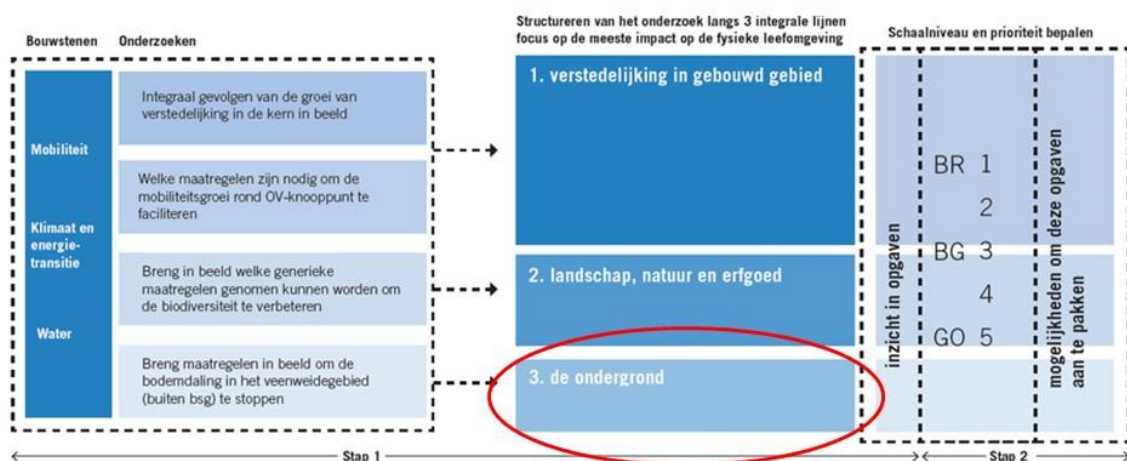 Bouwstenen
Onderzoeken
Structureren van het onderzoek langs 3 integrale lijnen
focus op de meeste impact op de fysieke leefomgeving
Schaalniveau en prioriteit bepalen
Mobiliteit
Klimaat en
energie-
transitie
Water
Integraal gevolgen van de groei van
verstedelijking in de kern in beeld
Welke maatregelen zijn nodig om de
mobiliteitsgroei rond OV-knooppunt te
faciliteren
Breng in beeld welke generieke
maatregelen genomen kunnen worden om
de biodiversiteit te verbeteren
Breng maatregelen in beeld om de
bodemdaling in het veenweidegebied
(buiten bsg) te stoppen
1. verstedelijking in gebouwd gebied
2. landschap, natuur en erfgoed
3. de ondergrond
inzicht in opgaven
BR 1
2
BG 3
4
GO 5
mogelijkheden om deze opgaven
aan te pakken
Stap 1
Stap 2